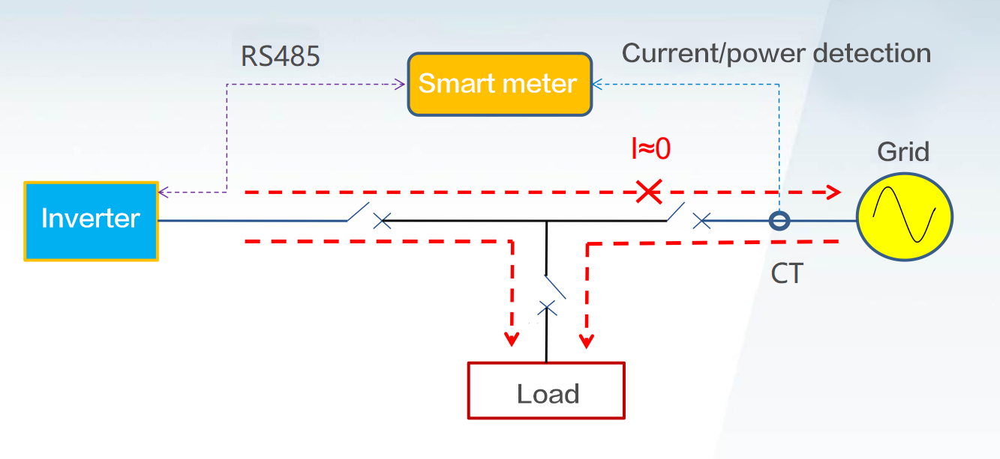 RS485
Smart meter
Current/power detection
I≈0
Grid
Inverter
CT
Load